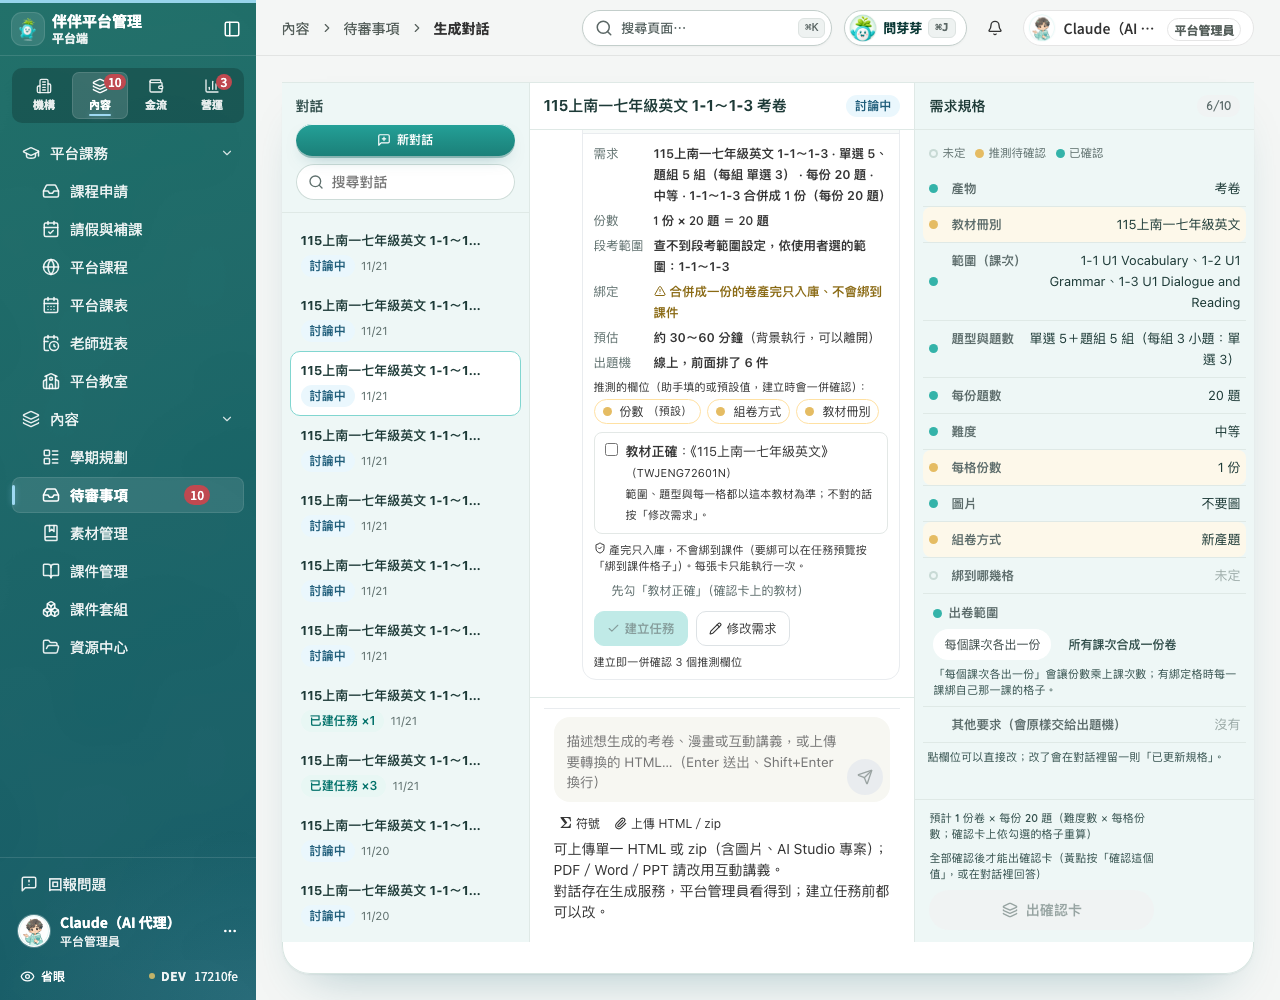 伴伴平台管理
平台端
機構
10
內容
金流
3
營運
平台課務
課程申請
請假與補課
平台課程
平台課表
老師班表
平台教室
內容
學期規劃
待審事項
10
素材管理
課件管理
課件套組
資源中心
回報問題
Claude（AI 代理）
平台管理員
省眼
DEV 17210fe
內容
待審事項
生成對話
搜尋頁面⋯
⌘K
問芽芽
⌘J
Claude（AI ⋯
平台管理員
對話
新對話
搜尋對話
115上南一七年級英文 1-1～1...
討論中 11/21
115上南一七年級英文 1-1～1...
討論中 11/21
115上南一七年級英文 1-1～1...
討論中 11/21
115上南一七年級英文 1-1～1...
討論中 11/21
115上南一七年級英文 1-1～1...
討論中 11/21
115上南一七年級英文 1-1～1...
討論中 11/21
115上南一七年級英文 1-1～1...
討論中 11/21
115上南一七年級英文 1-1～1...
已建任務 ×1 11/21
115上南一七年級英文 1-1～1...
已建任務 ×3 11/21
115上南一七年級英文 1-1～1...
討論中 11/20
115上南一七年級英文 1-1～1...
討論中 11/20
115上南一七年級英文 1-1～1-3 考卷
討論中
需求
115上南一七年級英文 1-1～1-3 · 單選 5、
題組 5 組（每組 單選 3） · 每份 20 題 ·
中等 · 1-1～1-3 合併成 1 份（每份 20 題）
份數
1 份 × 20 題 ＝ 20 題
段考範圍
查不到段考範圍設定，依使用者選的範
圍：1-1～1-3
綁定
合併成一份的卷產完只入庫、不會綁到
課件
預估
約 30～60 分鐘（背景執行，可以離開）
出題機
線上，前面排了 6 件
推測的欄位（助手填的或預設值，建立時會一併確認）：
份數 （預設）
組卷方式
教材冊別
教材正確：《115上南一七年級英文》
（TWJENG72601N）
範圍、題型與每一格都以這本教材為準；不對的話
按「修改需求」。
產完只入庫，不會綁到課件（要綁可以在任務預覽按
「綁到課件格子」）。每張卡只能執行一次。
先勾「教材正確」（確認卡上的教材）
建立任務
修改需求
建立即一併確認 3 個推測欄位
描述想生成的考卷、漫畫或互動講義，或上傳
要轉換的 HTML...（Enter 送出、Shift+Enter
換行）
符號
上傳 HTML / zip
可上傳單一 HTML 或 zip（含圖片、AI Studio 專案）；
PDF / Word / PPT 請改用互動講義。
對話存在生成服務，平台管理員看得到；建立任務前都
可以改。
需求規格
6/10
未定
推測待確認
已確認
產物
考卷
教材冊別
115上南一七年級英文
範圍（課次）
1-1 U1 Vocabulary、1-2 U1
Grammar、1-3 U1 Dialogue and
Reading
題型與題數
單選 5＋題組 5 組（每組 3 小題：單
選 3）
每份題數
20 題
難度
中等
每格份數
1 份
圖片
不要圖
組卷方式
新產題
綁到哪幾格
未定
出卷範圍
每個課次各出一份
所有課次合成一份卷
「每個課次各出一份」會讓份數乘上課次數；有綁定格時每一
課綁自己那一課的格子。
其他要求（會原樣交給出題機）
沒有
點欄位可以直接改；改了會在對話裡留一則「已更新規格」。
預計 1 份卷 × 每份 20 題（難度數 × 每格份
數；確認卡上依勾選的格子重算）
全部確認後才能出確認卡（黃點按「確認這個
值」，或在對話裡回答）
出確認卡